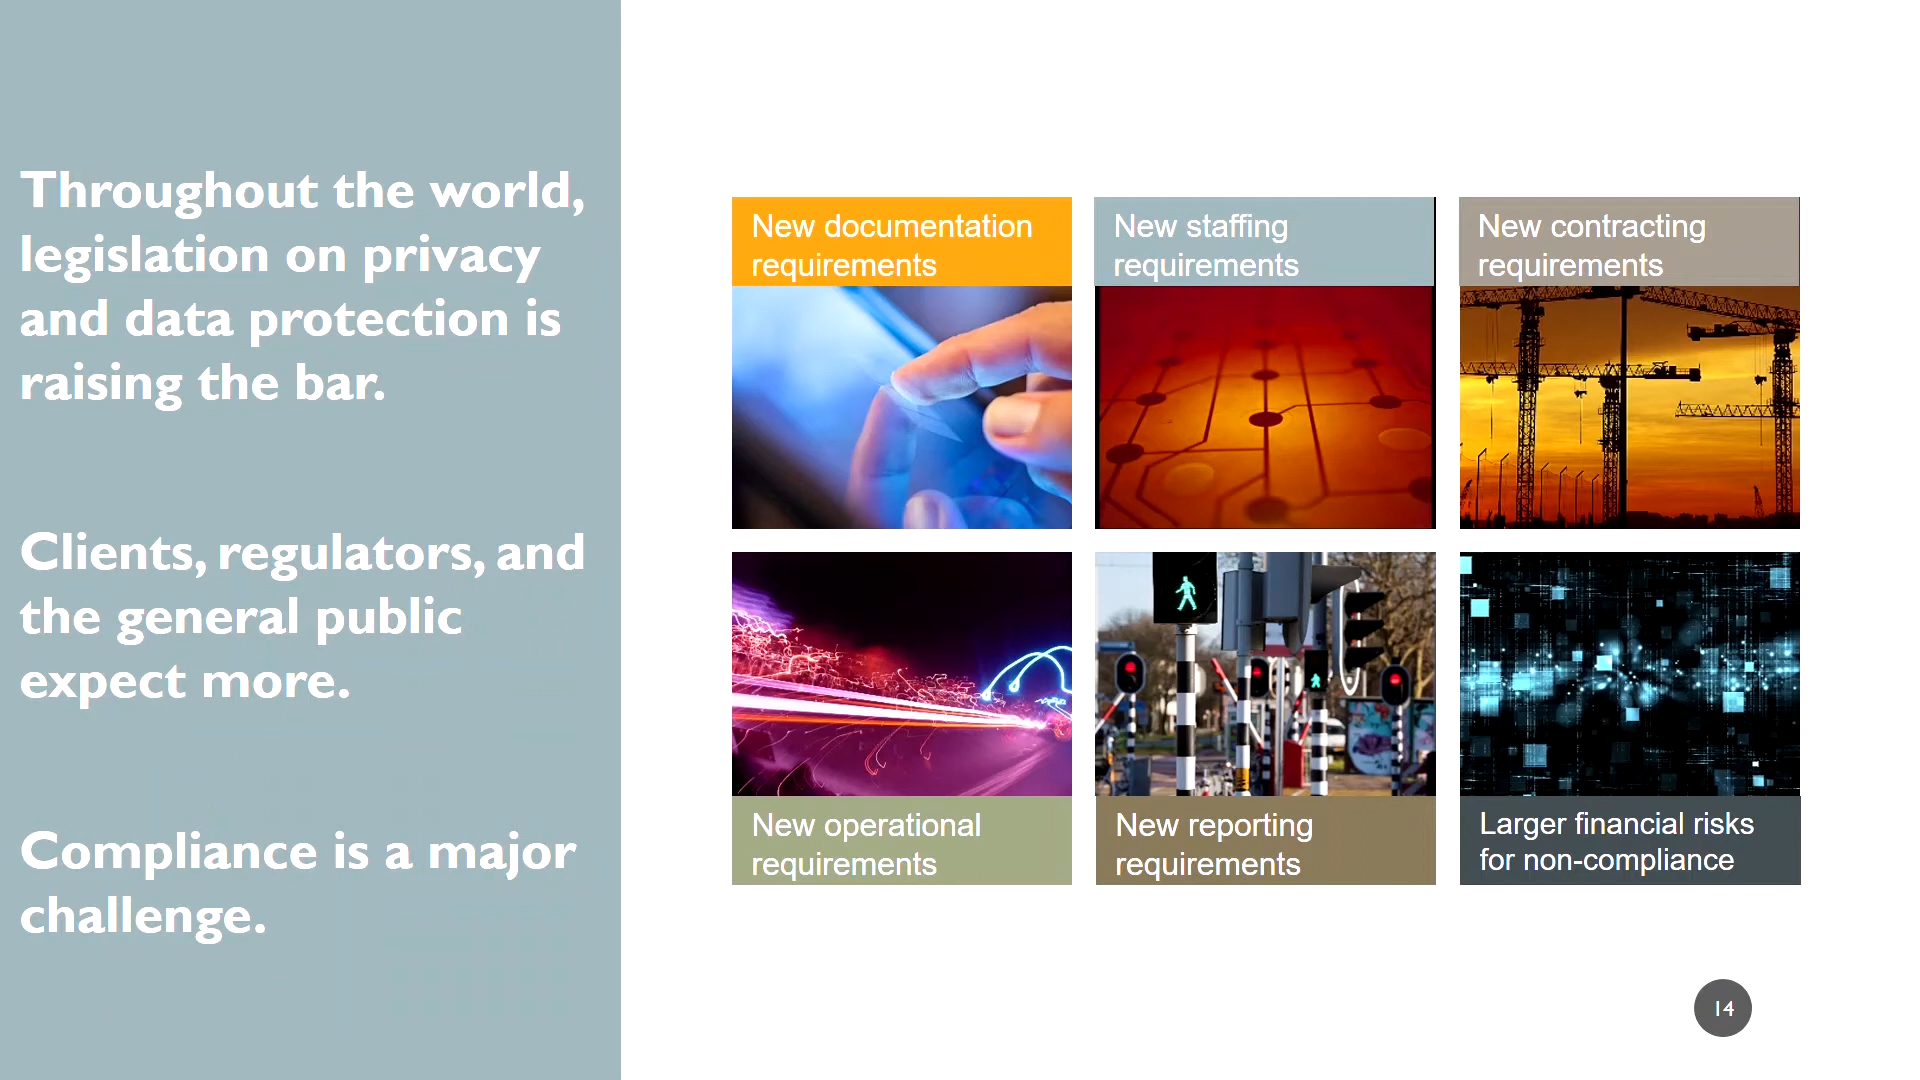 Throughout the world,
legislation on privacy
and data protection is
raising the bar.
Clients, regulators, and
the general public
expect more.
Compliance is a major
challenge.
New documentation
requirements
New staffing
requirements
New contracting
requirements
New operational
requirements
New reporting
requirements
Larger financial risks
for non-compliance
14